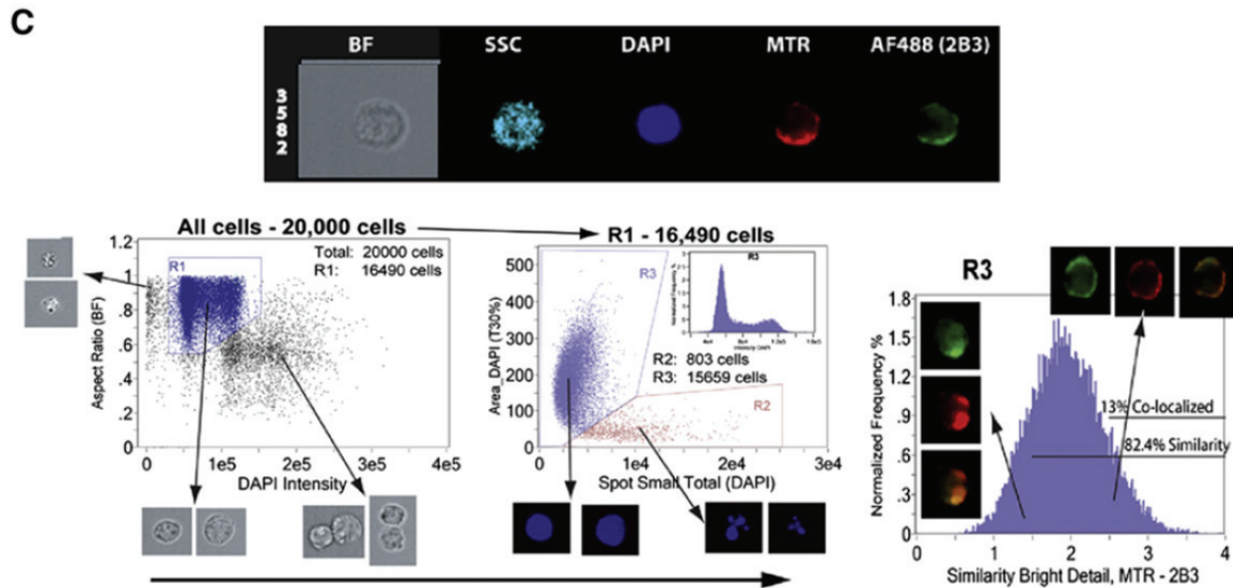 C
BF SSC DAPI MTR AF488 (2B3)
3582
All cells - 20,000 cells
Total: 20000 cells
R1: 16490 cells
R1
1.2
1
.8
.6
.4
.2
0
Aspect Ratio (BF)
0 1e5 2e5 3e5 4e5 5e5
DAPI Intensity
R1 - 16,490 cells
500
400
300
200
100
0
Area_DAPI (T30%)
R3
R3
Normalized Frequency %
Intensity DAPI
R2: 803 cells
R3: 15659 cells
R2
0 1e4 2e4 3e4
Spot Small Total (DAPI)
R3
1.8
1.5
1.2
.9
.6
.3
0
Normalized Frequency %
13% Co-localized
82.4% Similarity
0 1 2 3 4
Similarity Bright Detail, MTR - 2B3